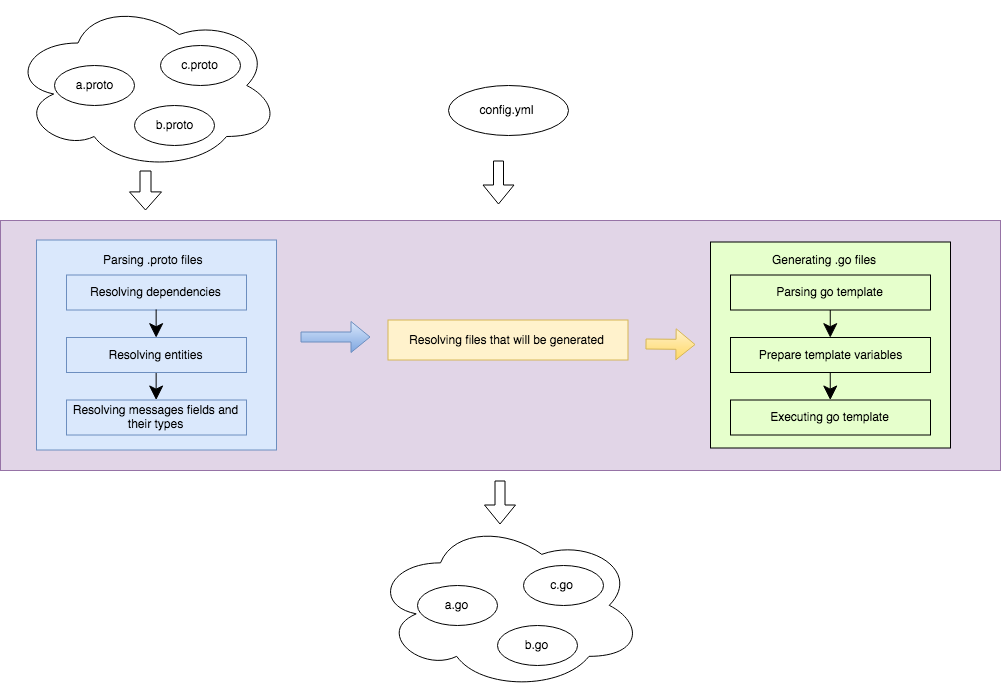 c.proto
a.proto
b.proto
config.yml
Parsing .proto files
Resolving dependencies
Resolving entities
Resolving messages fields and
their types
Resolving files that will be generated
Generating .go files
Parsing go template
Prepare template variables
Executing go template
c.go
a.go
b.go